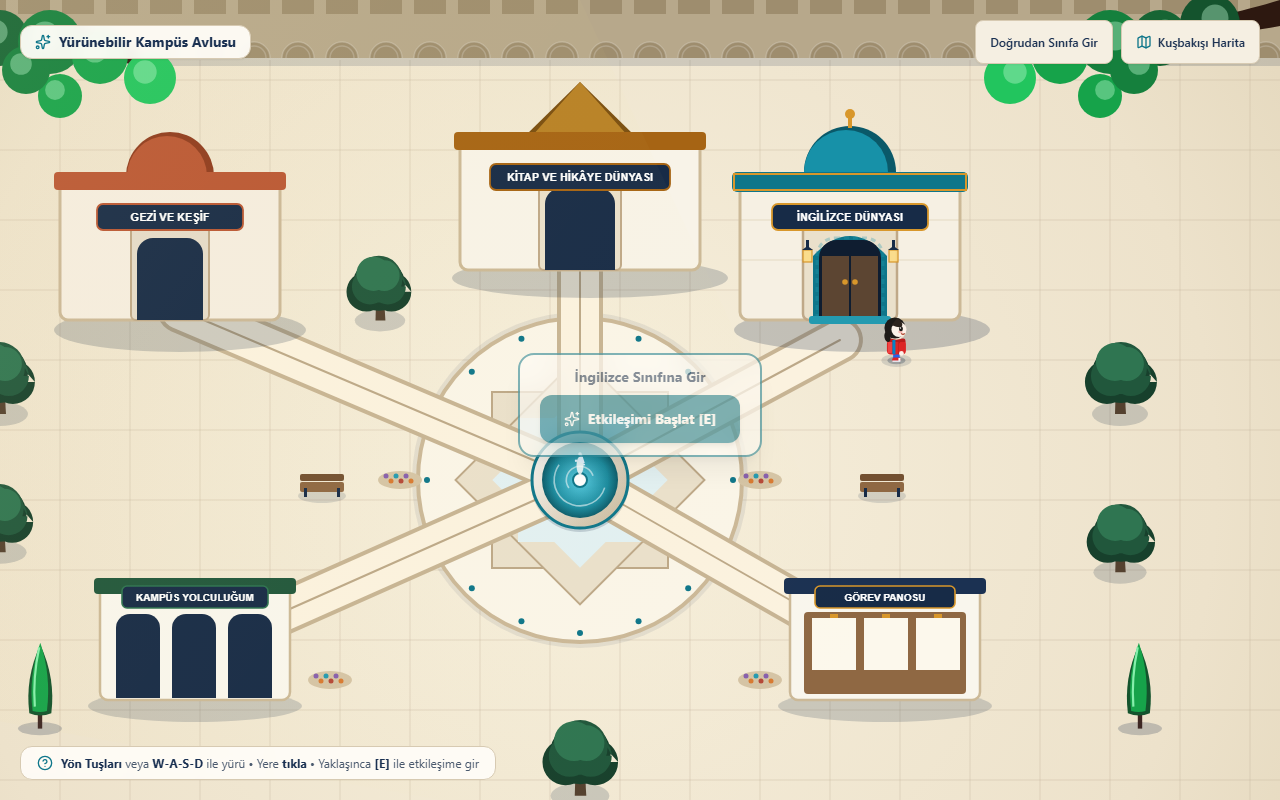 Yürünebilir Kampüs Avlusu
Doğrudan Sınıfa Gir
Kuşbakışı Harita
KİTAP VE HİKÂYE DÜNYASI
GEZİ VE KEŞİF
İNGİLİZCE DÜNYASI
İngilizce Sınıfına Gir
Etkileşimi Başlat [E]
KAMPÜS YOLCULUĞUM
GÖREV PANOSU
Yön Tuşları veya W-A-S-D ile yürü • Yere tıkla • Yaklaşınca [E] ile etkileşime gir